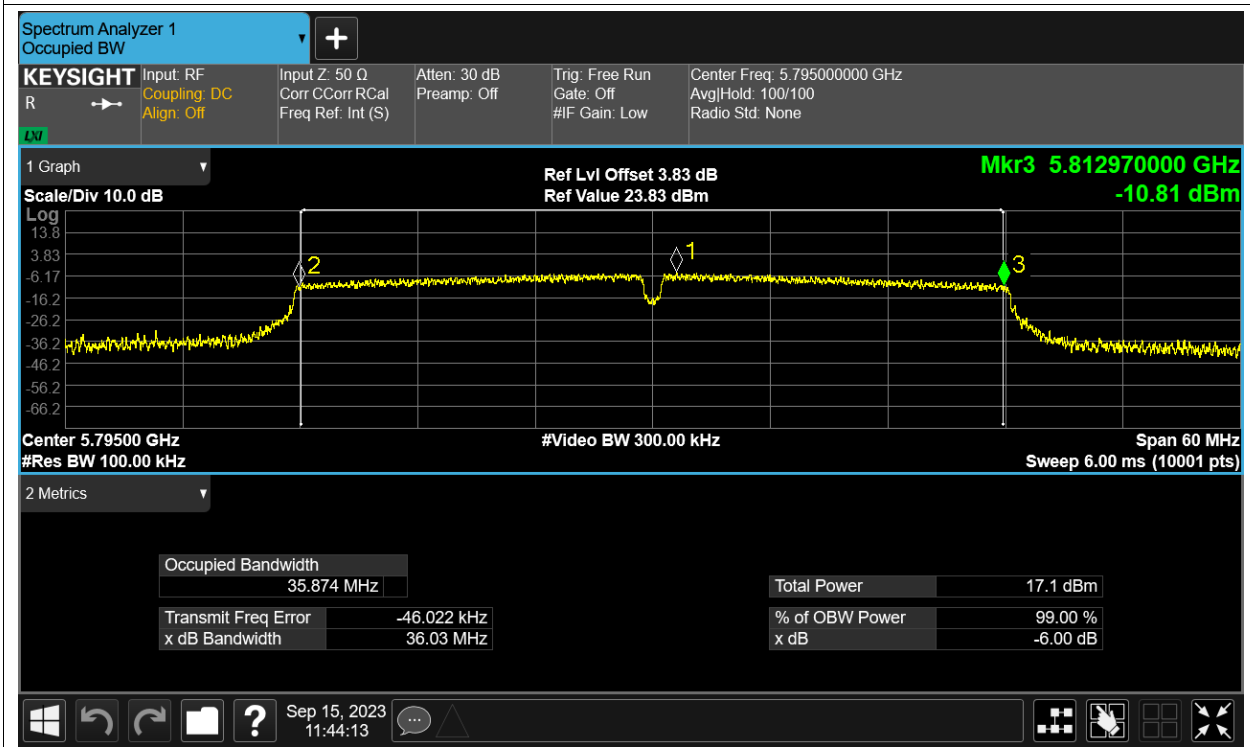 Spectrum Analyzer 1
Occupied BW
KEYSIGHT
R
LXI
Input: RF
Coupling: DC
Align: Off
Input Z: 50 Ω
Corr CCorr RCal
Freq Ref: Int (S)
Atten: 30 dB
Preamp: Off
Trig: Free Run
Gate: Off
#IF Gain: Low
Center Freq: 5.795000000 GHz
Avg|Hold: 100/100
Radio Std: None
1 Graph
Scale/Div 10.0 dB
Ref Lvl Offset 3.83 dB
Ref Value 23.83 dBm
Mkr3 5.812970000 GHz
-10.81 dBm
Log
13.8
3.83
-6.17
-16.2
-26.2
-36.2
-46.2
-56.2
-66.2
2
1
3
Center 5.79500 GHz
#Res BW 100.00 kHz
#Video BW 300.00 kHz
Span 60 MHz
Sweep 6.00 ms (10001 pts)
2 Metrics
Occupied Bandwidth
35.874 MHz
Transmit Freq Error -46.022 kHz
x dB Bandwidth 36.03 MHz
Total Power 17.1 dBm
% of OBW Power 99.00 %
x dB -6.00 dB
?
Sep 15, 2023
11:44:13